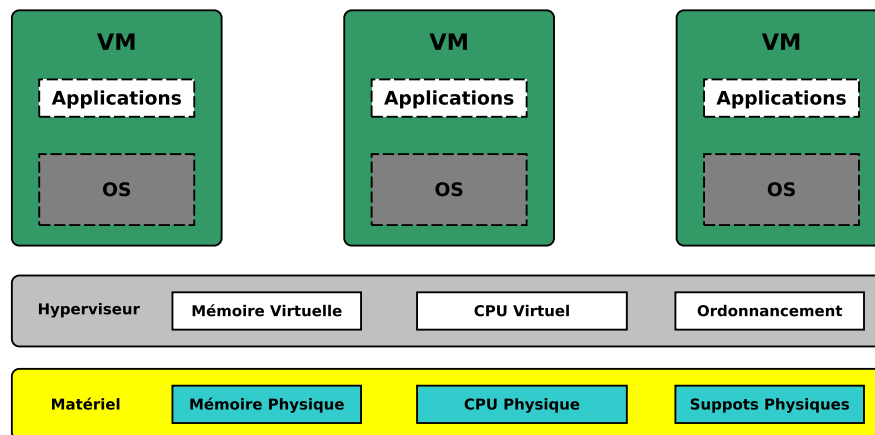 VM
VM
VM
Applications
Applications
Applications
OS
OS
OS
Hyperviseur
Mémoire Virtuelle
CPU Virtuel
Ordonnancement
Matériel
Mémoire Physique
CPU Physique
Suppots Physiques